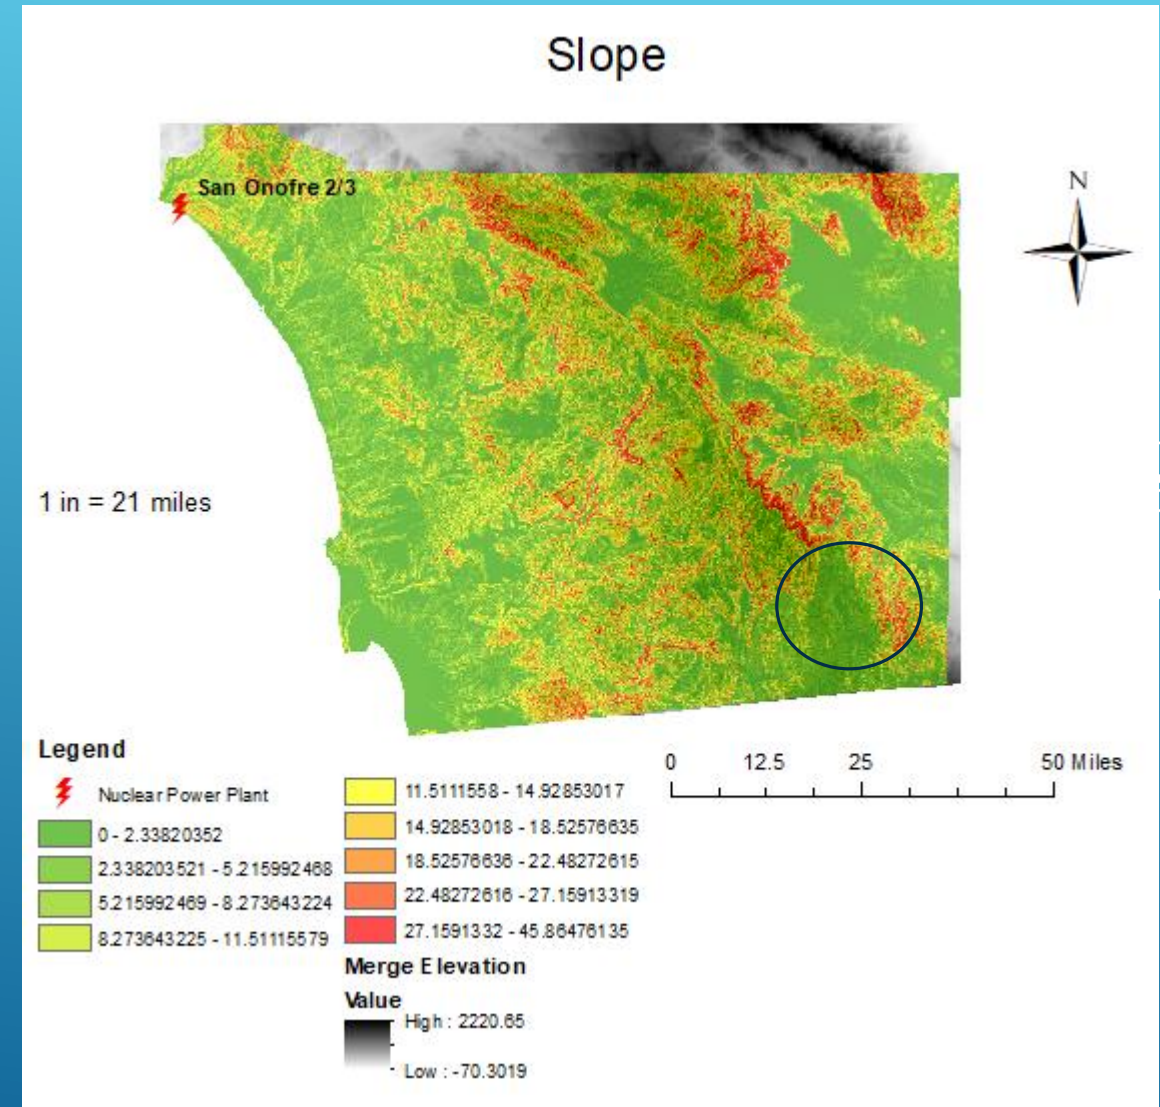 Slope
San Onofre 2/3
N
1 in = 21 miles
Legend
Nuclear Power Plant
0 - 2.33820352
2.338203521 - 5.215992468
5.215992469 - 8.273643224
8.273643225 - 11.51115579
11.5111558 - 14.92853017
14.92853018 - 18.52576635
18.52576636 - 22.48272615
22.48272616 - 27.15913319
27.1591332 - 45.86476135
Merge Elevation
Value
High : 2220.65
Low : -70.3019
0 12.5 25 50 Miles